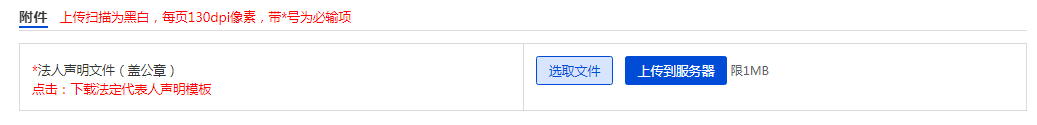 附件 上传扫描为黑白，每页130dpi像素，带*号为必输项
*法人声明文件（盖公章）
点击：下载法定代表人声明模板
选取文件 上传到服务器 限1MB